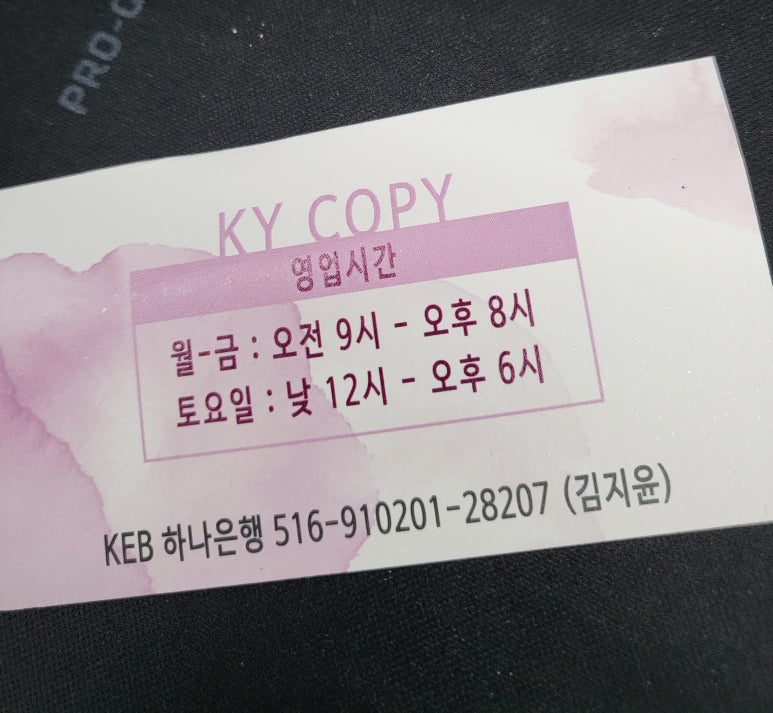 PRO-
KY COPY
영업시간
월-금 : 오전 9시 - 오후 8시
토요일 : 낮 12시 - 오후 6시
KEB 하나은행 516-910201-28207 (김지윤)